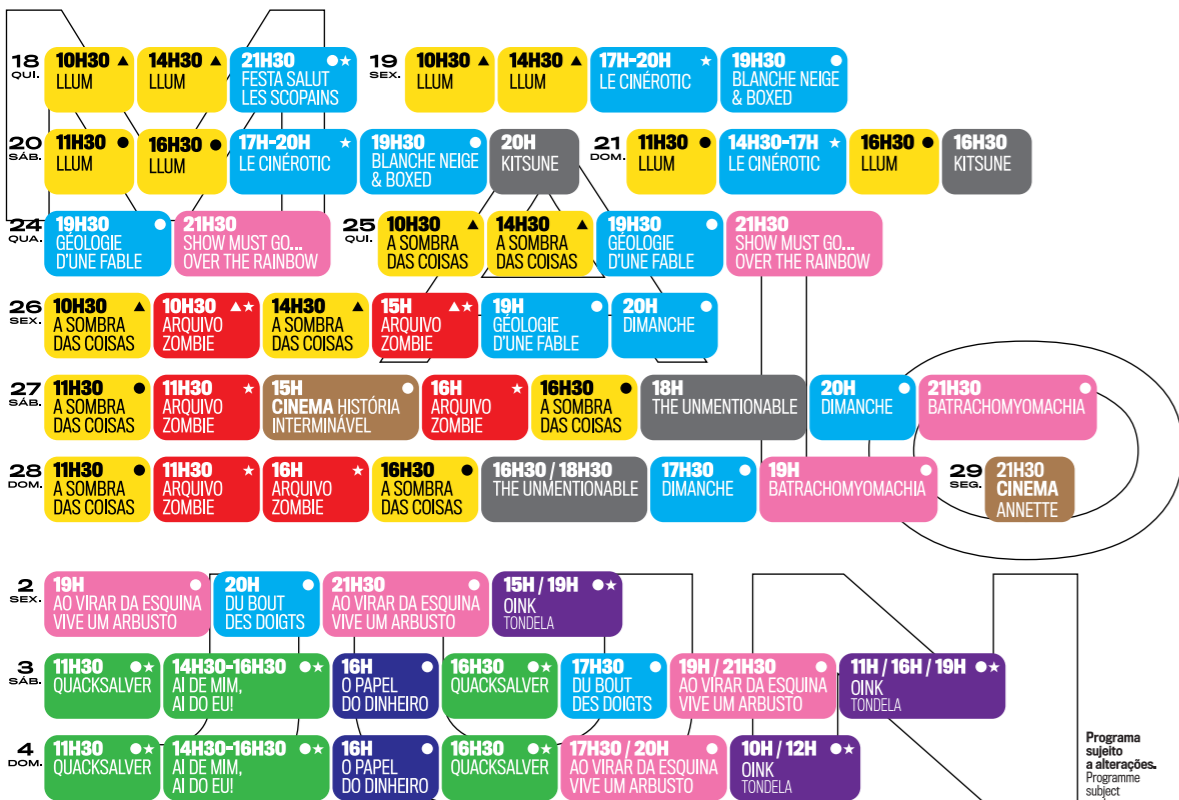 18
QUI.
10H30 ▲
LLUM
14H30 ▲
LLUM
21H30 ●★
FESTA SALUT
LES SCOPAINS
19
SEX.
10H30 ▲
LLUM
14H30 ▲
LLUM
17H-20H ★
LE CINÉROTIC
19H30 ●
BLANCHE NEIGE
& BOXED
20
SÁB.
11H30 ●
LLUM
16H30 ●
LLUM
17H-20H ★
LE CINÉROTIC
19H30 ●
BLANCHE NEIGE
& BOXED
20H
KITSUNE
21
DOM.
11H30 ●
LLUM
14H30-17H ★
LE CINÉROTIC
16H30 ●
LLUM
16H30
KITSUNE
24
QUA.
19H30 ●
GÉOLOGIE
D'UNE FABLE
21H30
SHOW MUST GO...
OVER THE RAINBOW
25
QUI.
10H30 ▲
A SOMBRA
DAS COISAS
14H30 ▲
A SOMBRA
DAS COISAS
19H30 ●
GÉOLOGIE
D'UNE FABLE
21H30
SHOW MUST GO...
OVER THE RAINBOW
26
SEX.
10H30 ▲
A SOMBRA
DAS COISAS
10H30 ▲★
ARQUIVO
ZOMBIE
14H30 ▲
A SOMBRA
DAS COISAS
15H ▲★
ARQUIVO
ZOMBIE
19H ●
GÉOLOGIE
D'UNE FABLE
20H ●
DIMANCHE
27
SÁB.
11H30 ●
A SOMBRA
DAS COISAS
11H30 ★
ARQUIVO
ZOMBIE
15H ●
CINEMA HISTÓRIA
INTERMINÁVEL
16H ★
ARQUIVO
ZOMBIE
16H30 ●
A SOMBRA
DAS COISAS
18H
THE UNMENTIONABLE
20H ●
DIMANCHE
21H30 ●
BATRACHOMYOMACHIA
28
DOM.
11H30 ●
A SOMBRA
DAS COISAS
11H30 ★
ARQUIVO
ZOMBIE
16H ★
ARQUIVO
ZOMBIE
16H30 ●
A SOMBRA
DAS COISAS
16H30 / 18H30
THE UNMENTIONABLE
17H30 ●
DIMANCHE
19H ●
BATRACHOMYOMACHIA
29
SEG.
21H30
CINEMA
ANNETTE
2
SEX.
19H ●
AO VIRAR DA ESQUINA
VIVE UM ARBUSTO
20H ●
DU BOUT
DES DOIGTS
21H30 ●
AO VIRAR DA ESQUINA
VIVE UM ARBUSTO
15H / 19H ●★
OINK
TONDELA
3
SÁB.
11H30 ●★
QUACKSALVER
14H30-16H30 ●★
AI DE MIM,
AI DO EU!
16H ●
O PAPEL
DO DINHEIRO
16H30 ●★
QUACKSALVER
17H30 ●
DU BOUT
DES DOIGTS
19H / 21H30 ●
AO VIRAR DA ESQUINA
VIVE UM ARBUSTO
11H / 16H / 19H ●★
OINK
TONDELA
4
DOM.
11H30 ●★
QUACKSALVER
14H30-16H30 ●★
AI DE MIM,
AI DO EU!
16H ●
O PAPEL
DO DINHEIRO
16H30 ●★
QUACKSALVER
17H30 / 20H ●
AO VIRAR DA ESQUINA
VIVE UM ARBUSTO
10H / 12H ●★
OINK
TONDELA
Programa
sujeito
a alterações.
Programme
subject